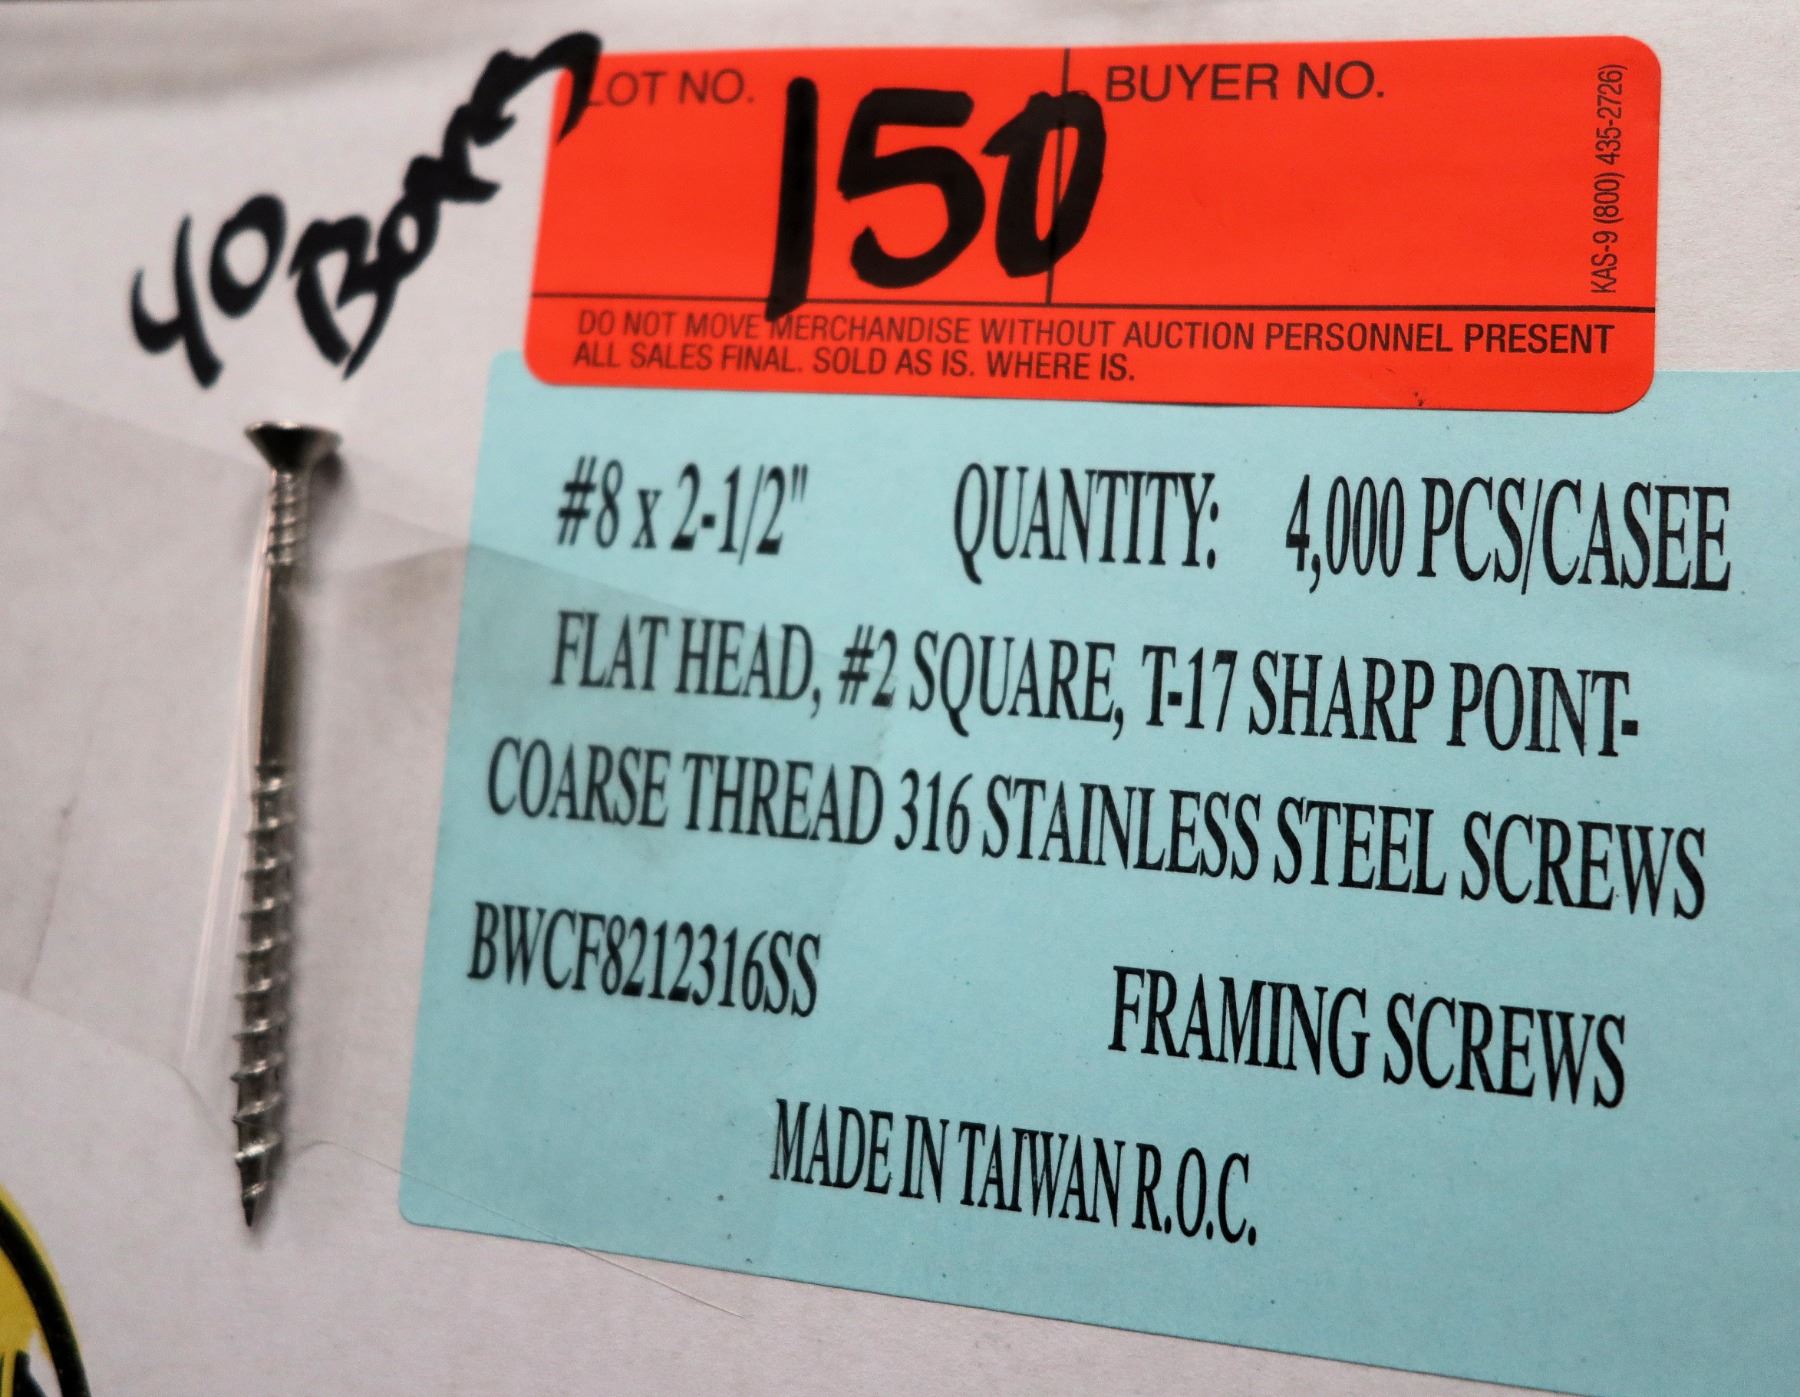 40 Boxes
LOT NO. 150 BUYER NO.
KAS-9 (800) 435-2726)
DO NOT MOVE MERCHANDISE WITHOUT AUCTION PERSONNEL PRESENT
ALL SALES FINAL. SOLD AS IS. WHERE IS.
#8 x 2-1/2" QUANTITY: 4,000 PCS/CASEE
FLAT HEAD, #2 SQUARE, T-17 SHARP POINT-
COARSE THREAD 316 STAINLESS STEEL SCREWS
BWCF8212316SS
FRAMING SCREWS
MADE IN TAIWAN R.O.C.